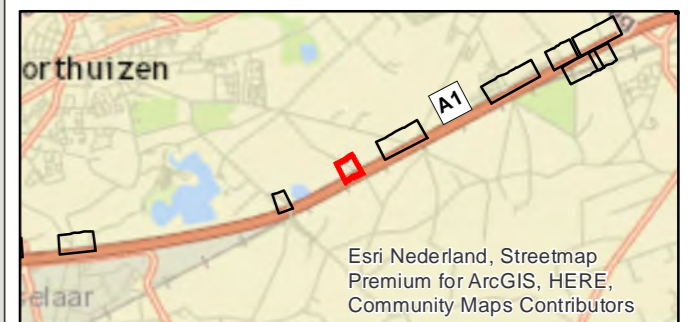 orthuizen
A1
Esri Nederland, Streetmap
Premium for ArcGIS, HERE,
Community Maps Contributors
elaar